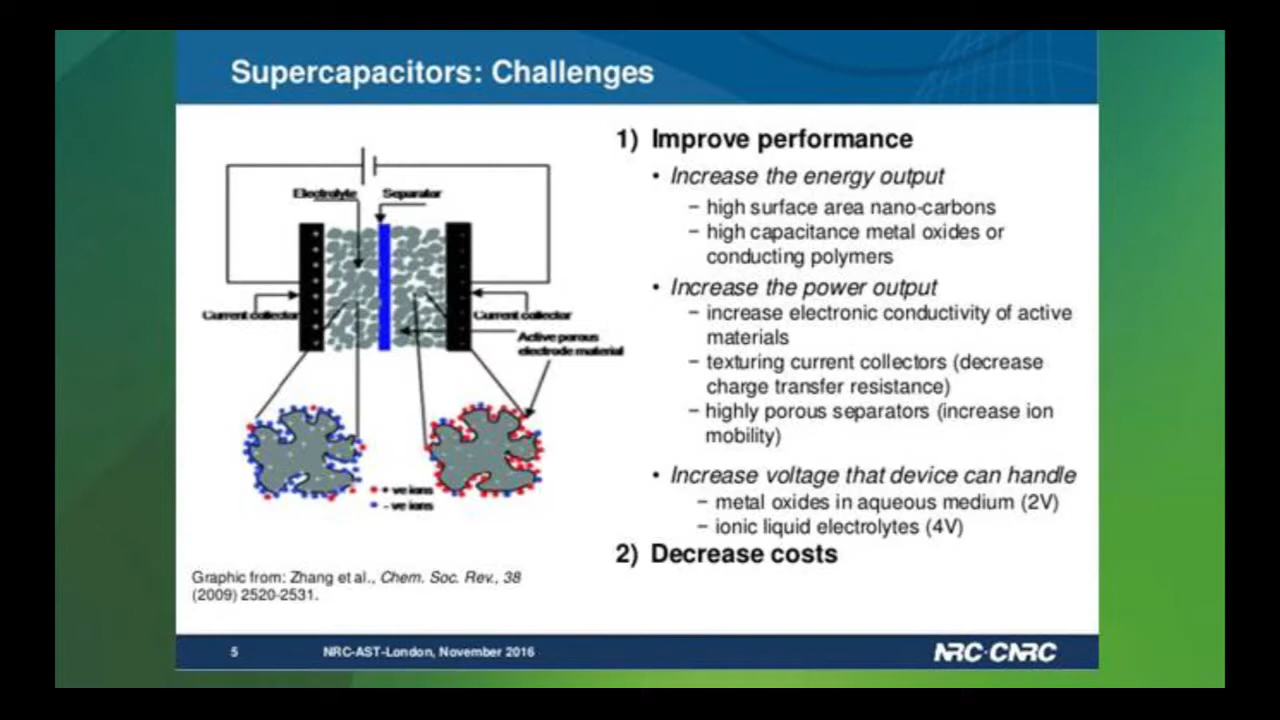 Supercapacitors: Challenges
Electrolyte
Separator
Current collector
Current collector
Active porous
electrode material
+ ve ions
- ve ions
Graphic from: Zhang et al., Chem. Soc. Rev., 38
(2009) 2520-2531.
1) Improve performance
• Increase the energy output
– high surface area nano-carbons
– high capacitance metal oxides or
conducting polymers
• Increase the power output
– increase electronic conductivity of active
materials
– texturing current collectors (decrease
charge transfer resistance)
– highly porous separators (increase ion
mobility)
• Increase voltage that device can handle
– metal oxides in aqueous medium (2V)
– ionic liquid electrolytes (4V)
2) Decrease costs
5
NRC-AST-London, November 2016
NRC·CNRC